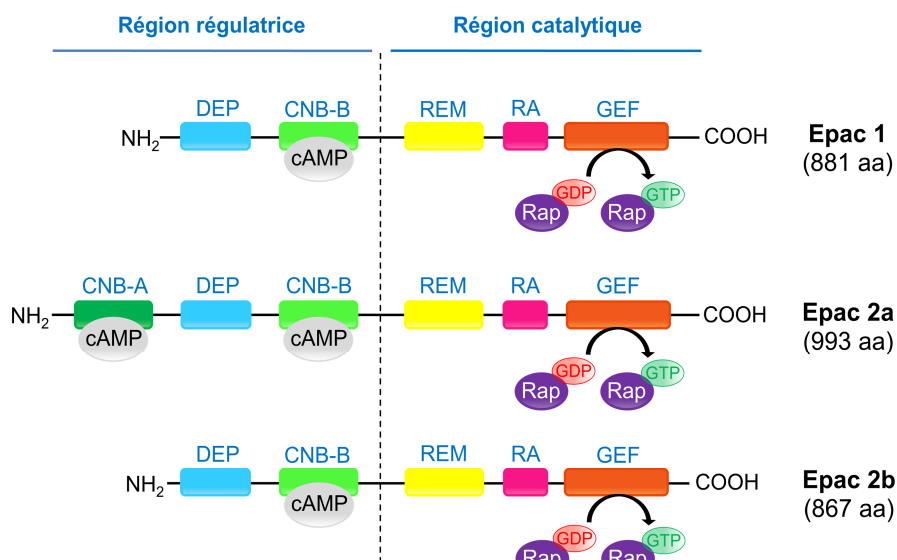 Région régulatrice Région catalytique
DEP CNB-B REM RA GEF
NH2 COOH Epac 1
cAMP (881 aa)
GDP GTP
Rap Rap
CNB-A DEP CNB-B REM RA GEF
NH2 COOH Epac 2a
cAMP cAMP (993 aa)
GDP GTP
Rap Rap
DEP CNB-B REM RA GEF
NH2 COOH Epac 2b
cAMP (867 aa)
GDP GTP
Rap Rap